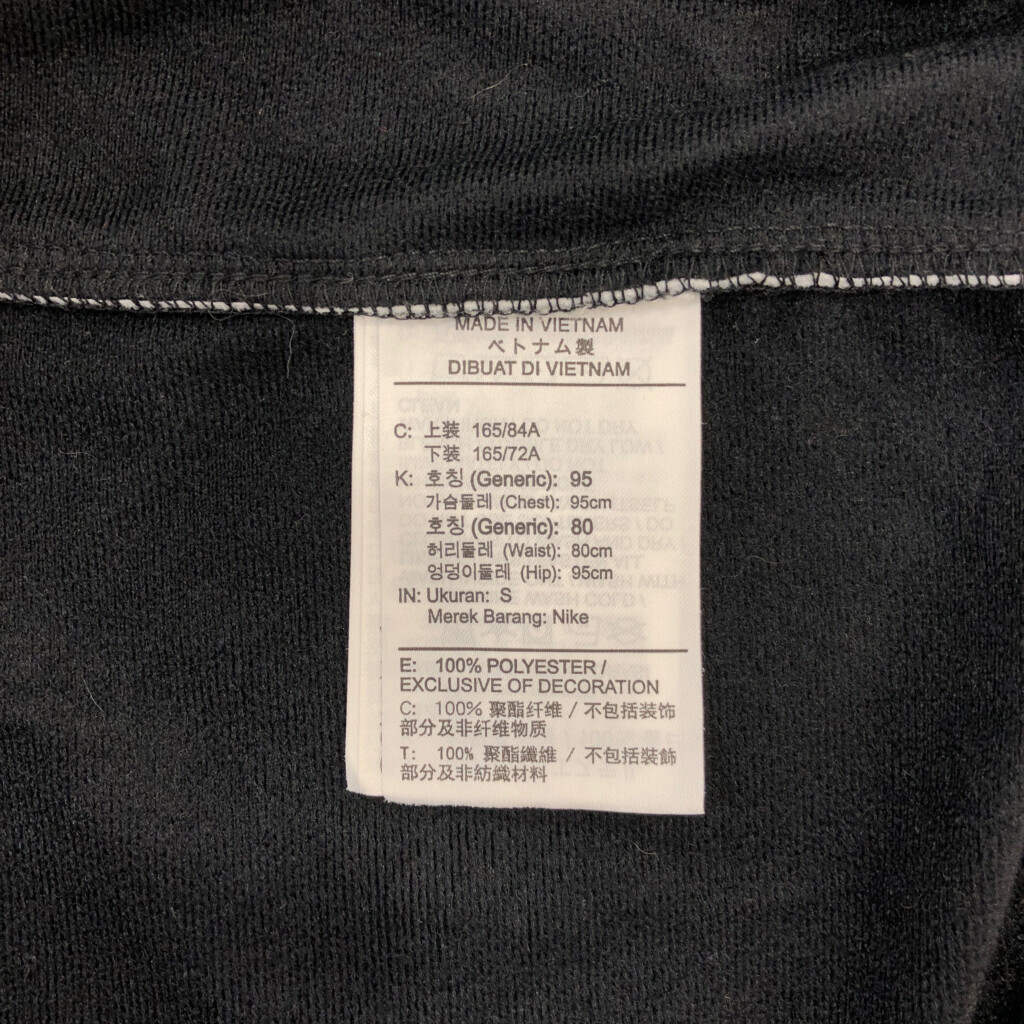 MADE IN VIETNAM
ベトナム製
DIBUAT DI VIETNAM
C: 上装 165/84A
下装 165/72A
K: 호칭 (Generic): 95
가슴둘레 (Chest): 95cm
호칭 (Generic): 80
허리둘레 (Waist): 80cm
엉덩이둘레 (Hip): 95cm
IN: Ukuran: S
Merek Barang: Nike
E: 100% POLYESTER /
EXCLUSIVE OF DECORATION
C: 100% 聚酯纤维 / 不包括装饰
部分及非纤维物质
T: 100% 聚酯纖維 / 不包括裝飾
部分及非紡織材料